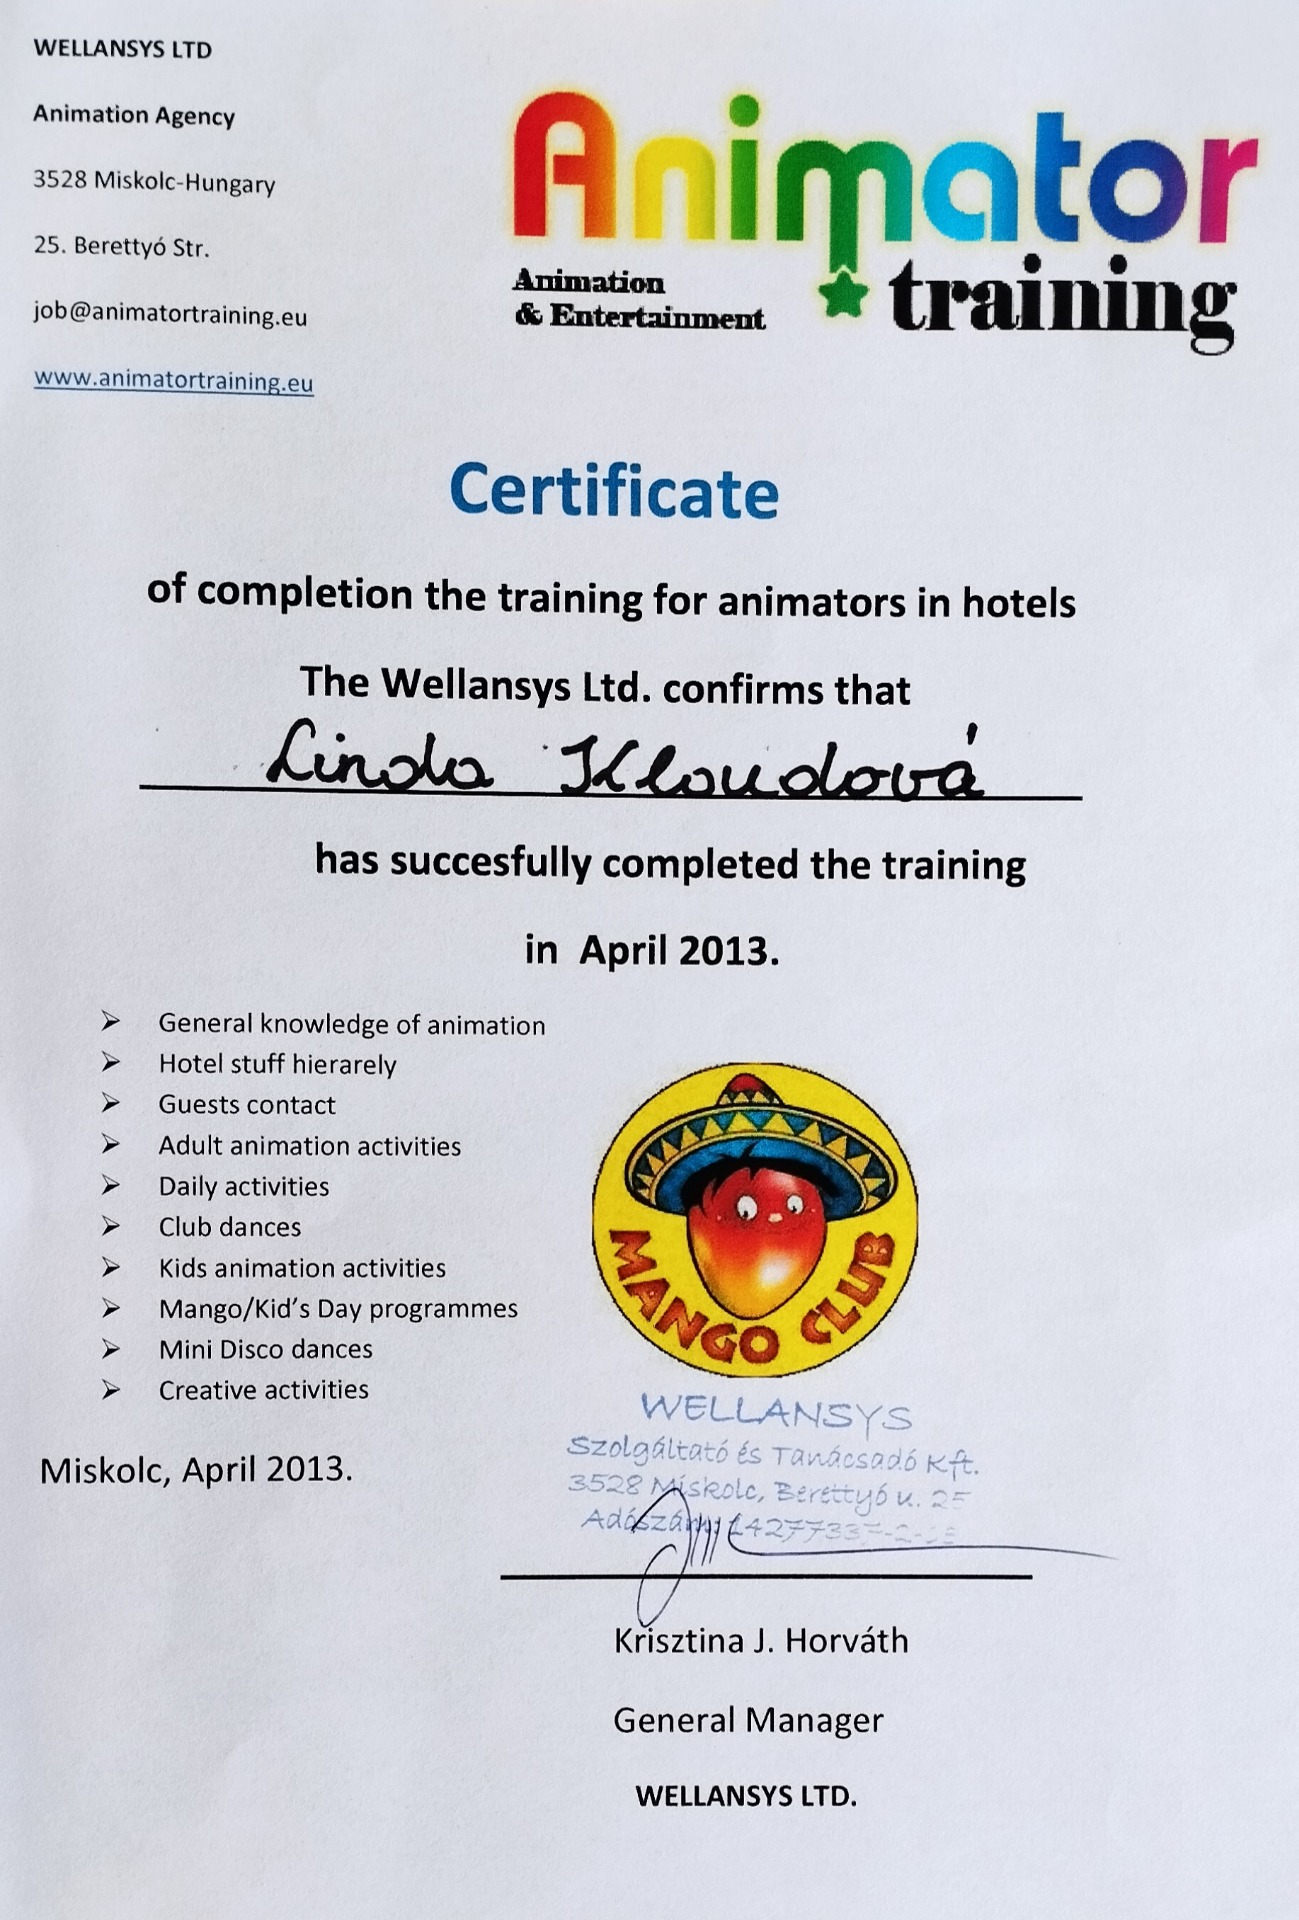 WELLANSYS LTD
Animation Agency
3528 Miskolc-Hungary
25. Berettyó Str.
job@animatortraining.eu
www.animatortraining.eu
Animator
Animation
& Entertainment
training
Certificate
of completion the training for animators in hotels
The Wellansys Ltd. confirms that
Linda Kloudová
has succesfully completed the training
in April 2013.
General knowledge of animation
Hotel stuff hierarely
Guests contact
Adult animation activities
Daily activities
Club dances
Kids animation activities
Mango/Kid's Day programmes
Mini Disco dances
Creative activities
MANGO CLUB
WELLANSYS
Szolgáltató és Tanácsadó Kft.
3528 Miskolc, Berettyó u. 25
Adószám:
Miskolc, April 2013.
Krisztina J. Horváth
General Manager
WELLANSYS LTD.